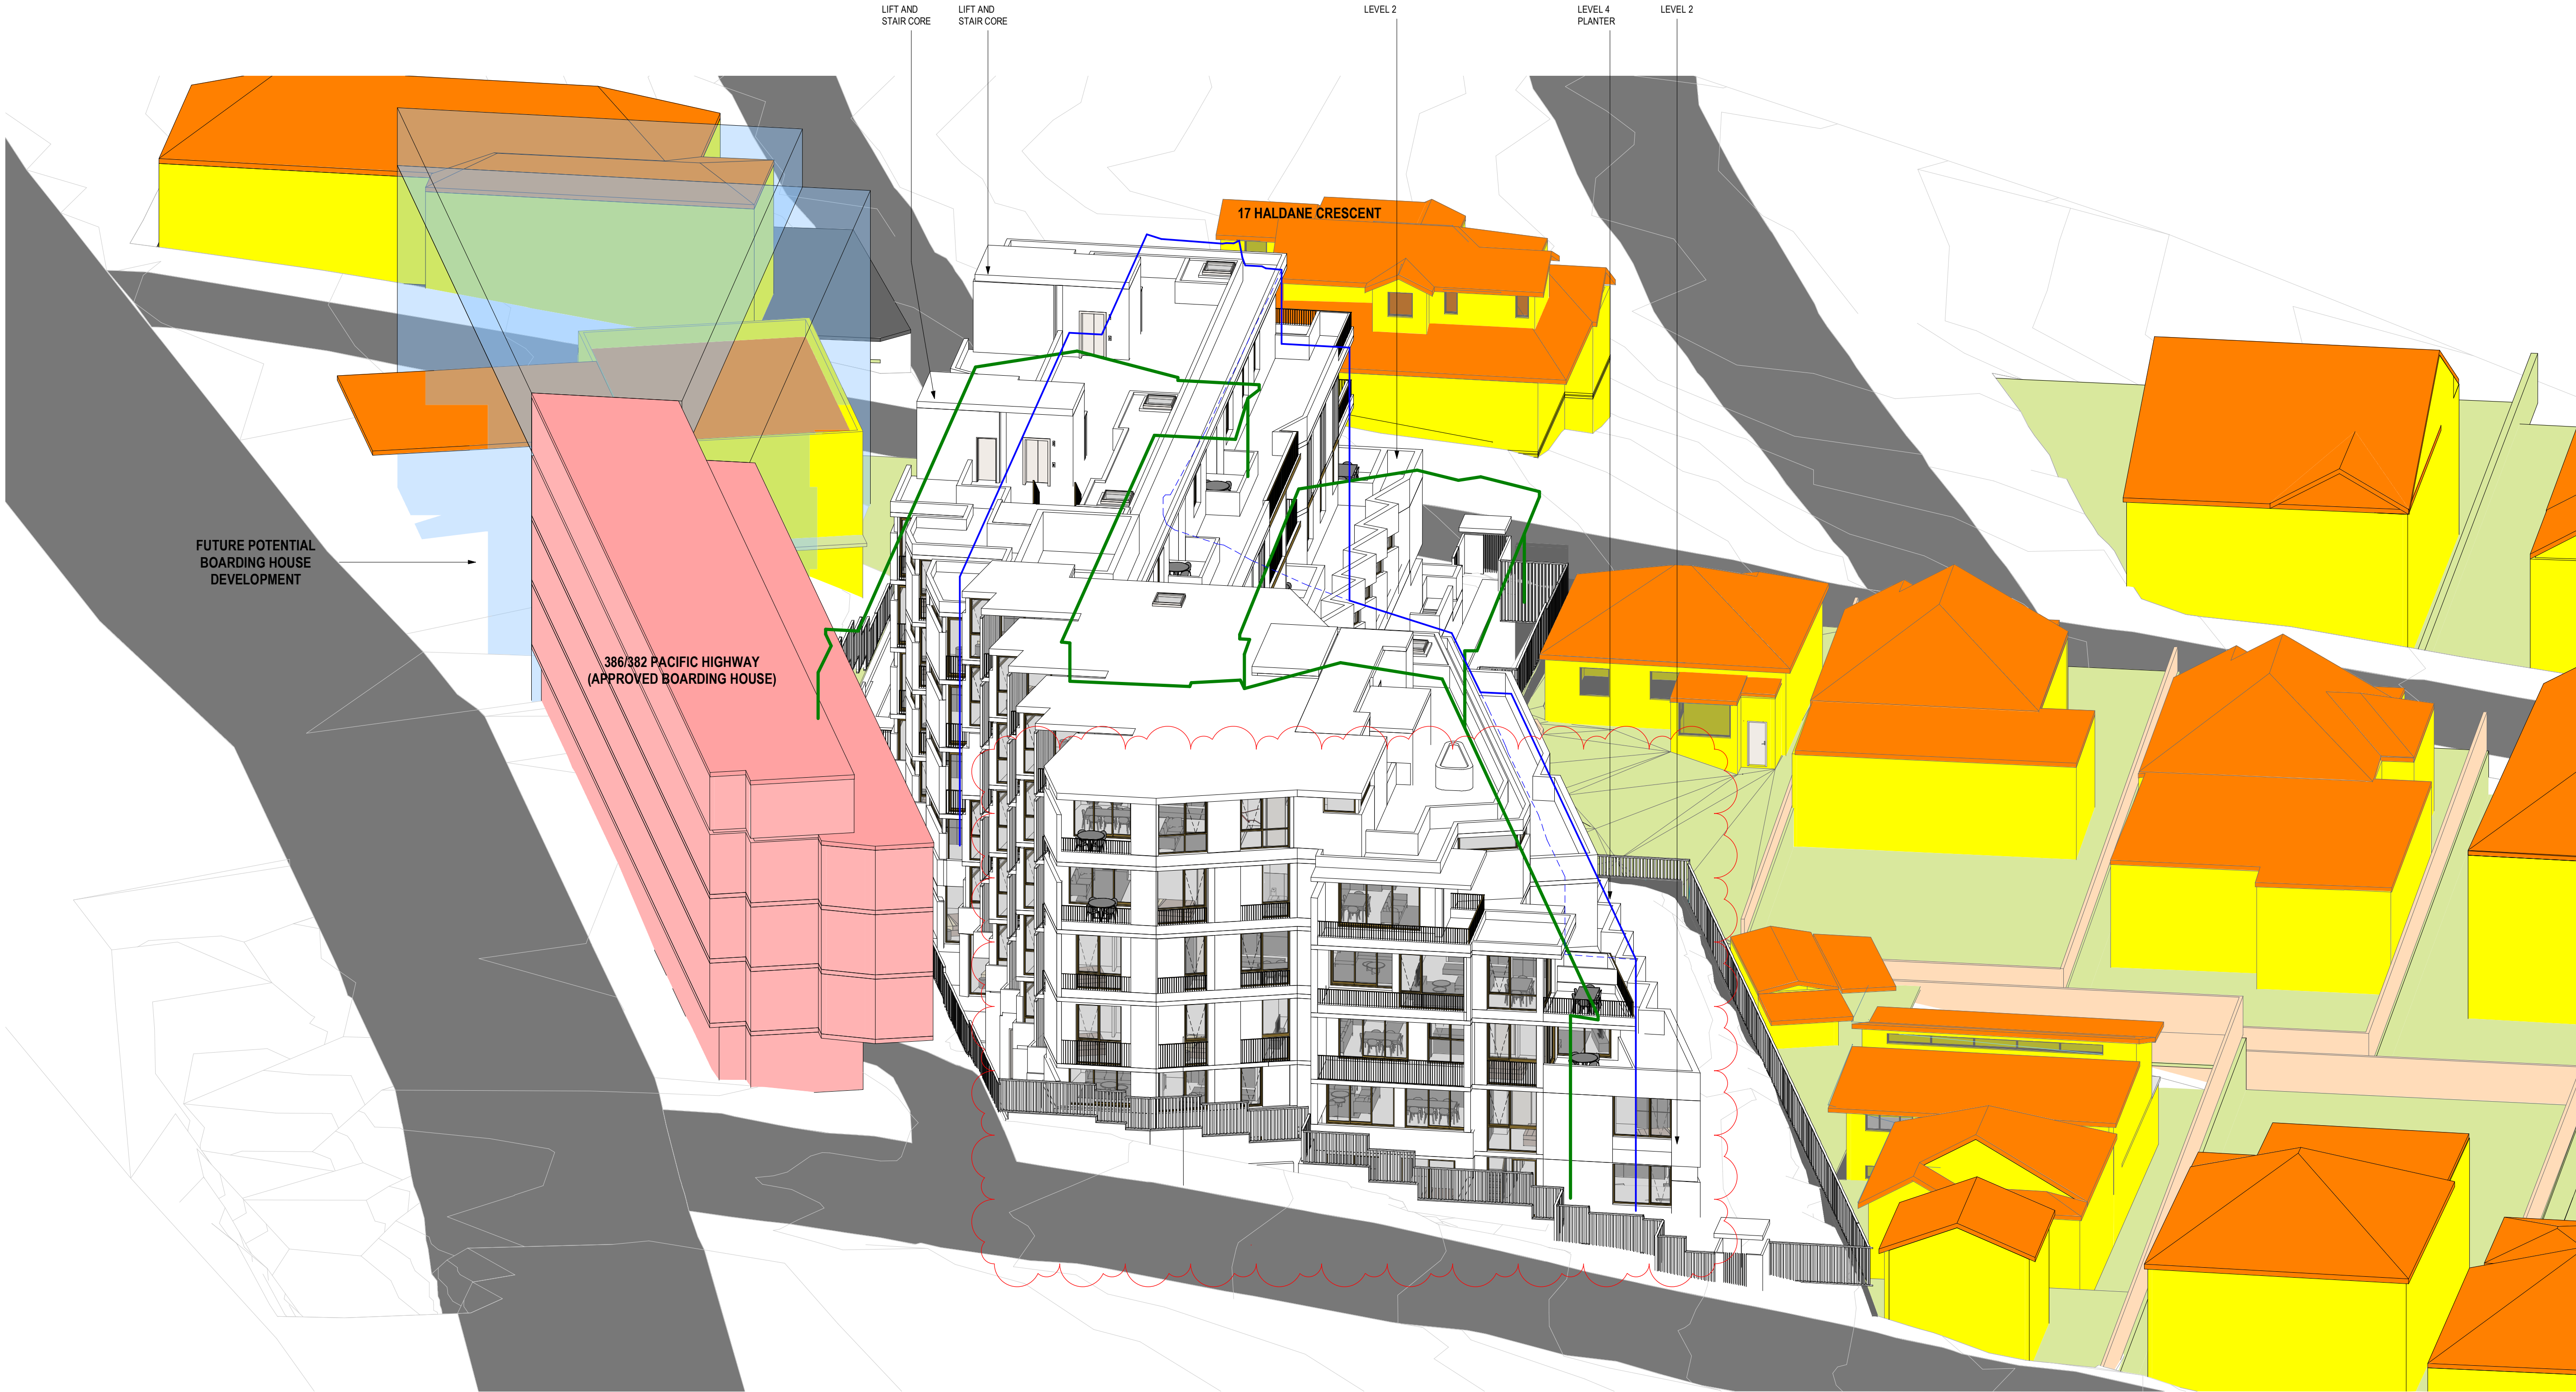 LIFT AND
STAIR CORE
LIFT AND
STAIR CORE
LEVEL 2
LEVEL 4
PLANTER
LEVEL 2
17 HALDANE CRESCENT
FUTURE POTENTIAL
BOARDING HOUSE
DEVELOPMENT
386/382 PACIFIC HIGHWAY
(APPROVED BOARDING HOUSE)